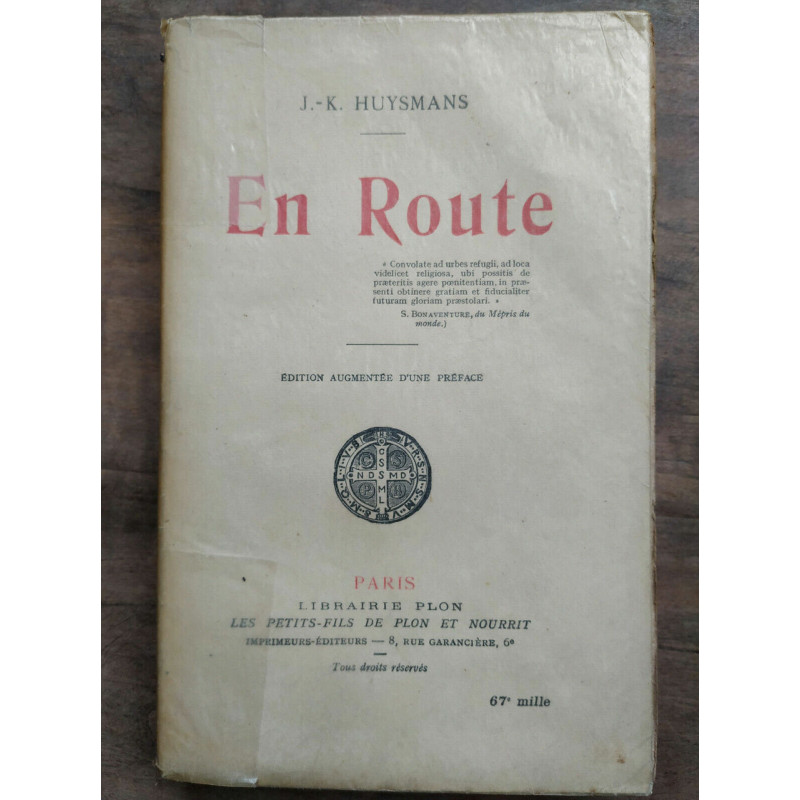 J.-K. HUYSMANS
En Route
« Convolate ad urbes refugii, ad loca
videlicet religiosa, ubi possitis de
præteritis agere pœnitentiam, in præ-
senti obtinere gratiam et fiducialiter
futuram gloriam præstolari. »
S. BONAVENTURE, du Mépris du
monde.)
ÉDITION AUGMENTÉE D'UNE PRÉFACE
PARIS
LIBRAIRIE PLON
LES PETITS-FILS DE PLON ET NOURRIT
IMPRIMEURS-ÉDITEURS — 8, RUE GARANCIÈRE, 6e
Tous droits réservés
67e mille